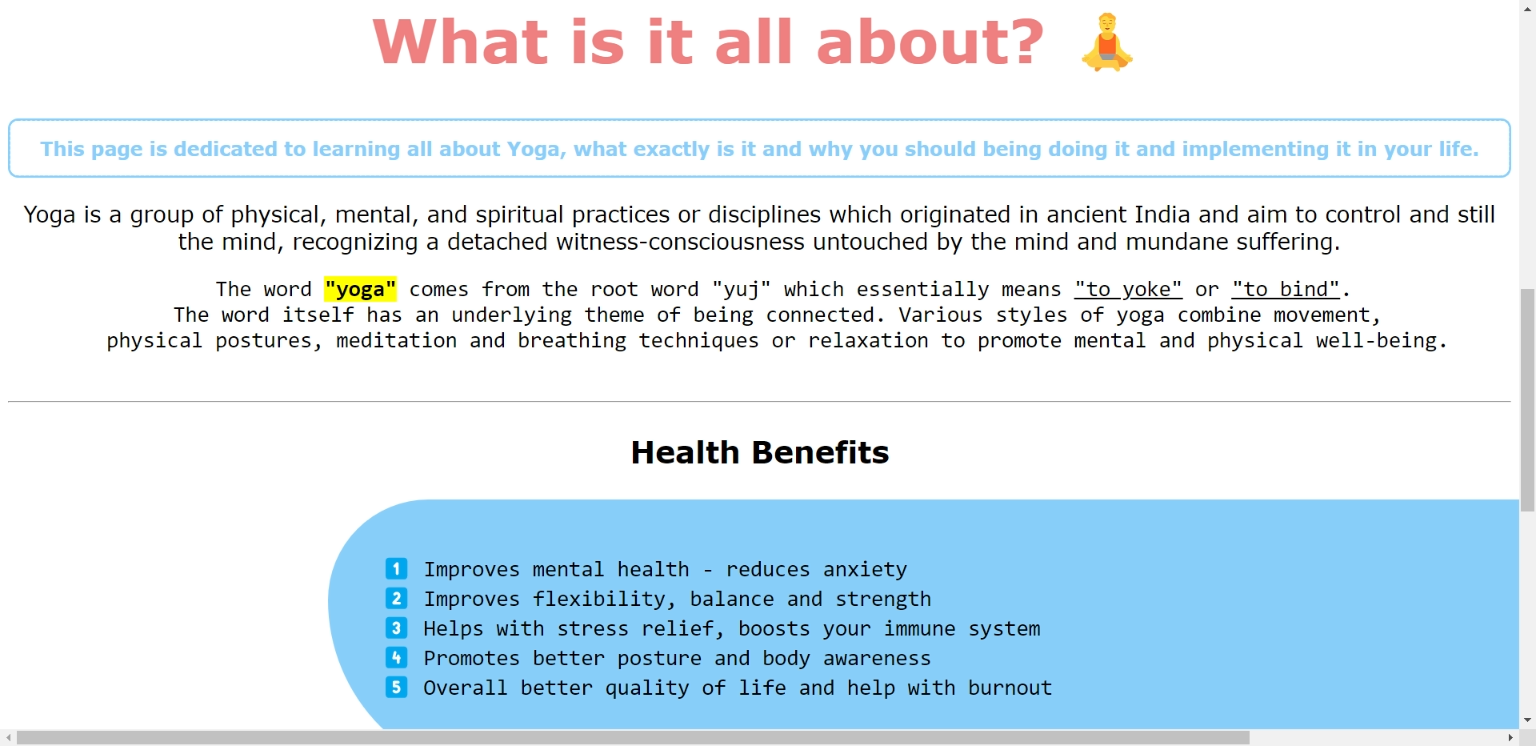 What is it all about? 🧘
This page is dedicated to learning all about Yoga, what exactly is it and why you should being doing it and implementing it in your life.
Yoga is a group of physical, mental, and spiritual practices or disciplines which originated in ancient India and aim to control and still
the mind, recognizing a detached witness-consciousness untouched by the mind and mundane suffering.
The word "yoga" comes from the root word "yuj" which essentially means "to yoke" or "to bind".
The word itself has an underlying theme of being connected. Various styles of yoga combine movement,
physical postures, meditation and breathing techniques or relaxation to promote mental and physical well-being.
Health Benefits
1 Improves mental health - reduces anxiety
2 Improves flexibility, balance and strength
3 Helps with stress relief, boosts your immune system
4 Promotes better posture and body awareness
5 Overall better quality of life and help with burnout